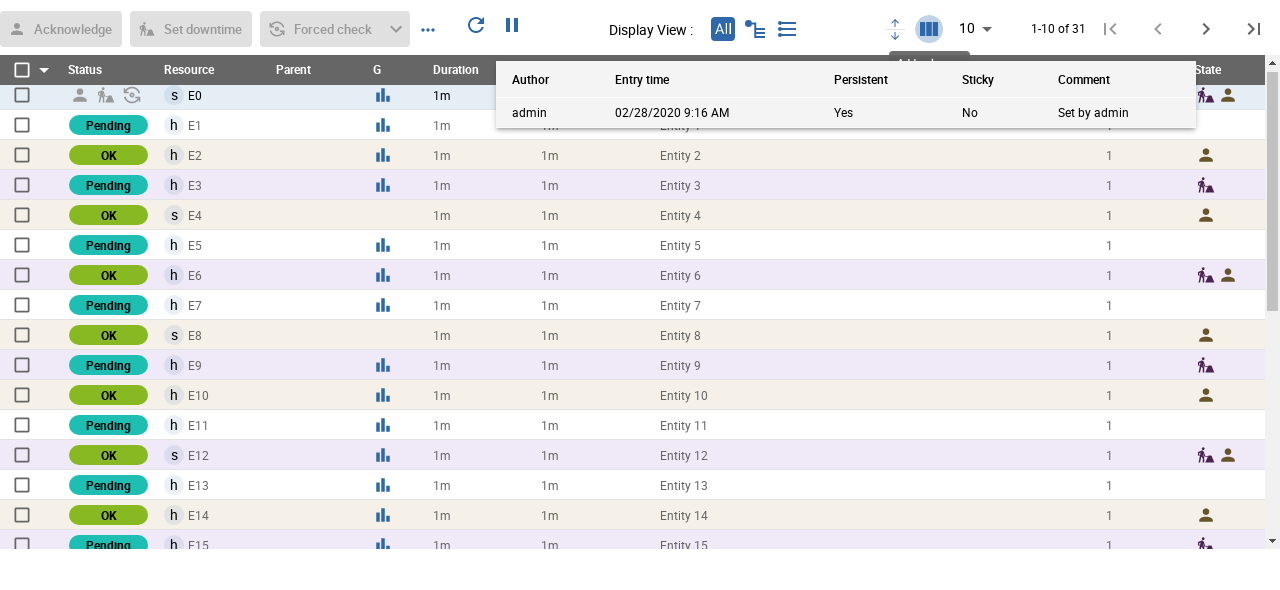 Acknowledge Set downtime Forced check ... Display View : All 10 1-10 of 31
Status Resource Parent G Duration State
Author Entry time Persistent Sticky Comment
admin 02/28/2020 9:16 AM Yes No Set by admin
s E0 1m
Pending h E1 1m 1m Entity 1 1
OK h E2 1m 1m Entity 2 1
Pending h E3 1m 1m Entity 3 1
OK s E4 1m 1m Entity 4 1
Pending h E5 1m 1m Entity 5 1
OK h E6 1m 1m Entity 6 1
Pending h E7 1m 1m Entity 7 1
OK s E8 1m 1m Entity 8 1
Pending h E9 1m 1m Entity 9 1
OK h E10 1m 1m Entity 10 1
Pending h E11 1m 1m Entity 11 1
OK s E12 1m 1m Entity 12 1
Pending h E13 1m 1m Entity 13 1
OK h E14 1m 1m Entity 14 1
Pending h E15 1m 1m Entity 15 1